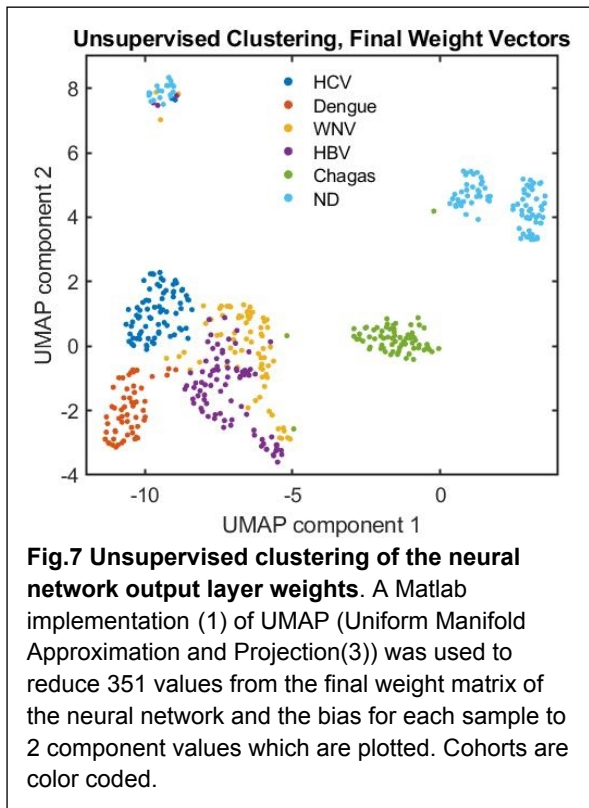 Unsupervised Clustering, Final Weight Vectors
HCV
Dengue
WNV
HBV
Chagas
ND
8
6
4
2
0
-2
-4
UMAP component 2
-10
-5
0
UMAP component 1
Fig.7 Unsupervised clustering of the neural
network output layer weights. A Matlab
implementation (1) of UMAP (Uniform Manifold
Approximation and Projection(3)) was used to
reduce 351 values from the final weight matrix of
the neural network and the bias for each sample to
2 component values which are plotted. Cohorts are
color coded.